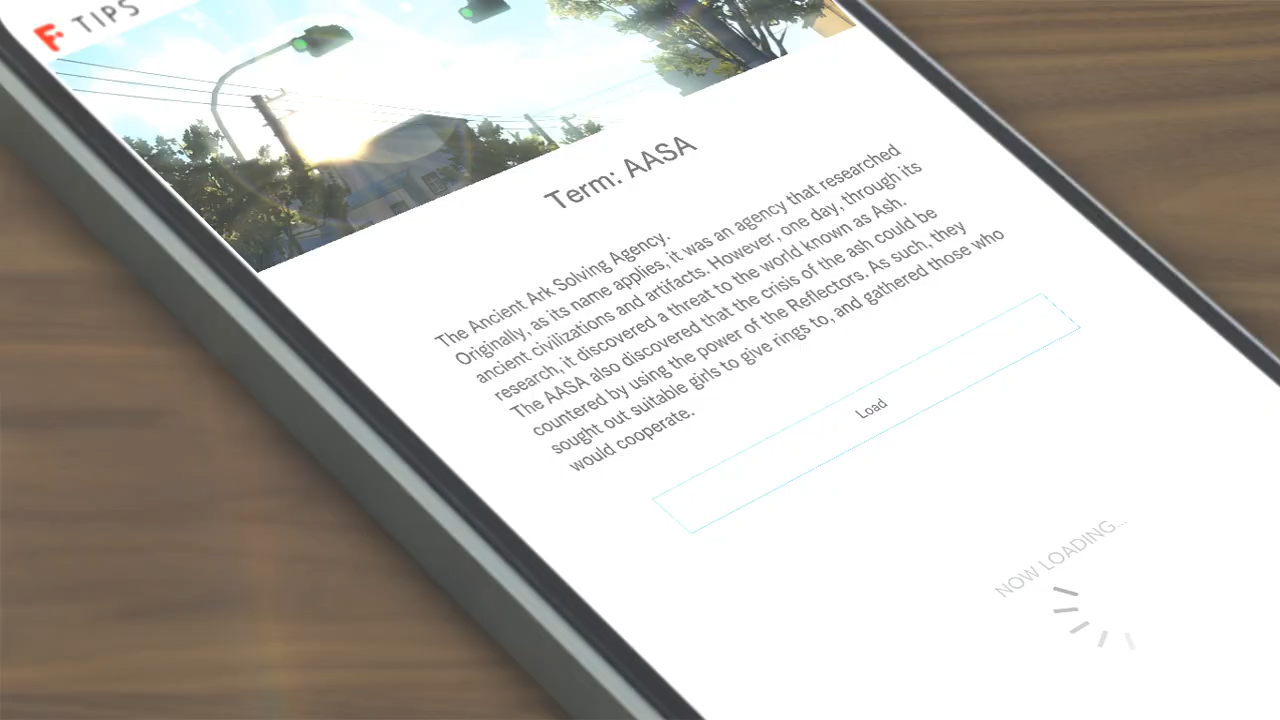 F TIPS
Term: AASA
The Ancient Ark Solving Agency.
Originally, as its name applies, it was an agency that researched
ancient civilizations and artifacts. However, one day, through its
research, it discovered a threat to the world known as Ash.
The AASA also discovered that the crisis of the ash could be
countered by using the power of the Reflectors. As such, they
sought out suitable girls to give rings to, and gathered those who
would cooperate.
Load
NOW LOADING...